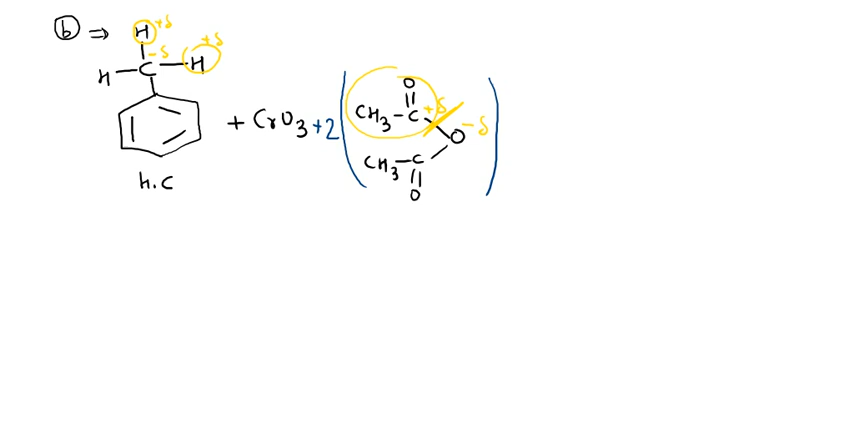 b ⇒
H +δ
+δ
-δ
H — C — H
O
||
CH3 - C +δ
+ CrO3 +2
O -δ
CH3 - C
||
O
h.c